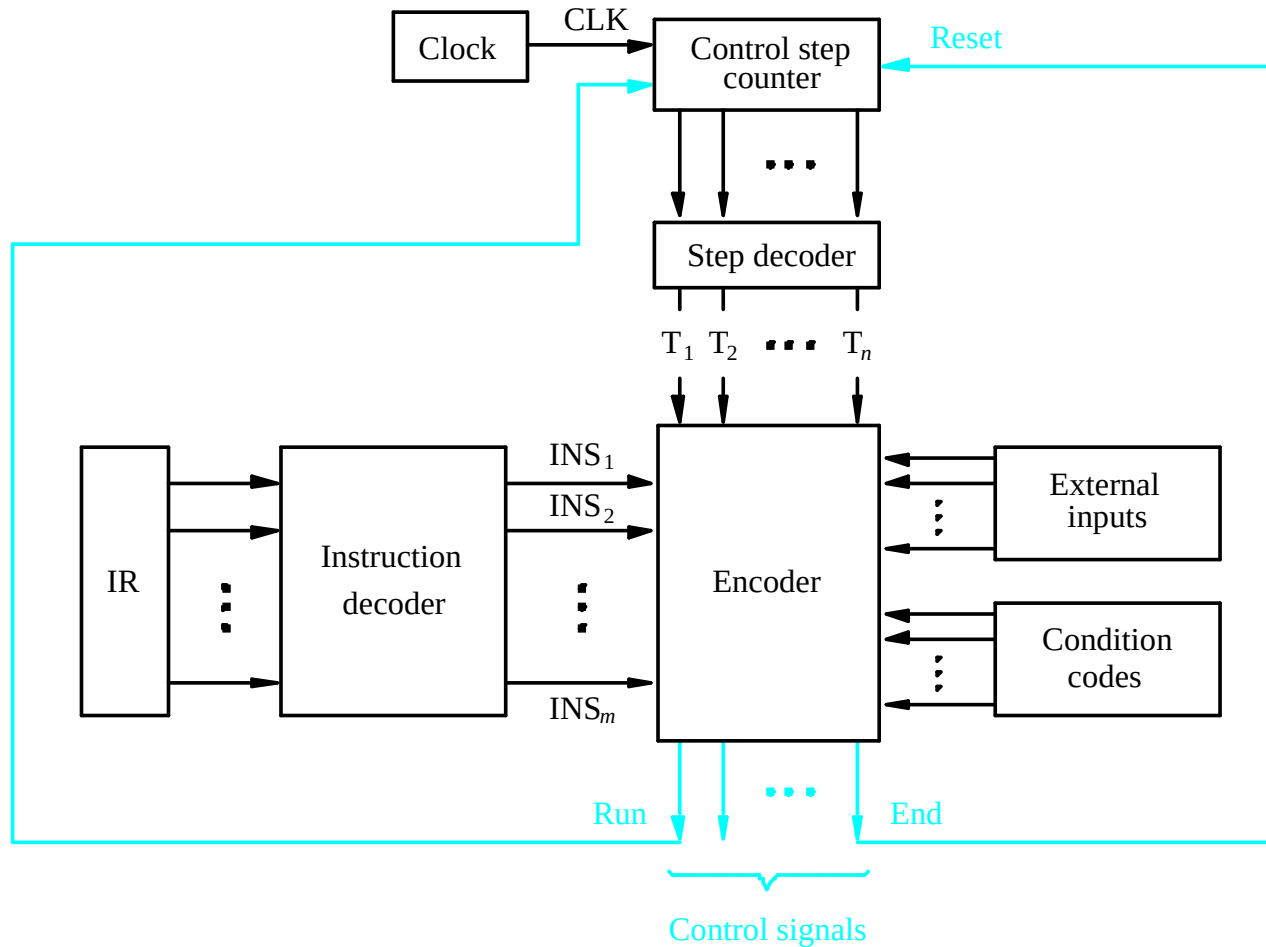 CLK
Clock
Control step
counter
Reset
Step decoder
T1 T2 Tn
INS1
INS2
INSm
IR
Instruction
decoder
Encoder
External
inputs
Condition
codes
Run
End
Control signals